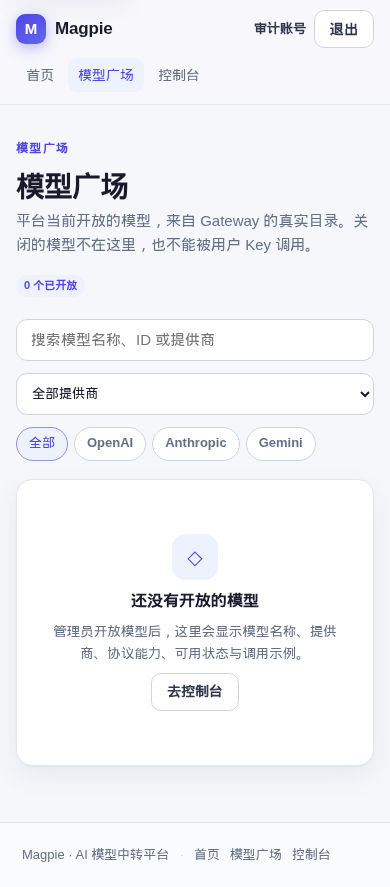 M Magpie 审计账号 退出
首页 模型广场 控制台
模型广场
模型广场
平台当前开放的模型，来自 Gateway 的真实目录。关
闭的模型不在这里，也不能被用户 Key 调用。
0 个已开放
搜索模型名称、ID 或提供商
全部提供商
全部 OpenAI Anthropic Gemini
还没有开放的模型
管理员开放模型后，这里会显示模型名称、提供
商、协议能力、可用状态与调用示例。
去控制台
Magpie · AI 模型中转平台 · 首页 模型广场 控制台